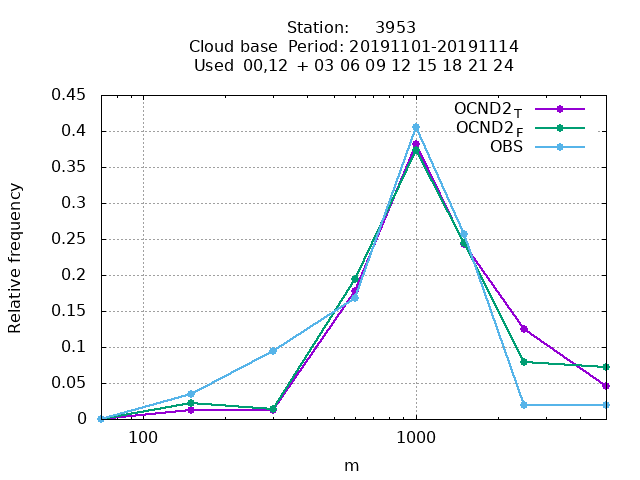 Station: 3953
Cloud base Period: 20191101-20191114
Used 00,12 + 03 06 09 12 15 18 21 24
0.45
0.4
0.35
0.3
0.25
0.2
0.15
0.1
0.05
0
Relative frequency
OCND2T
OCND2F
OBS
100 1000
m